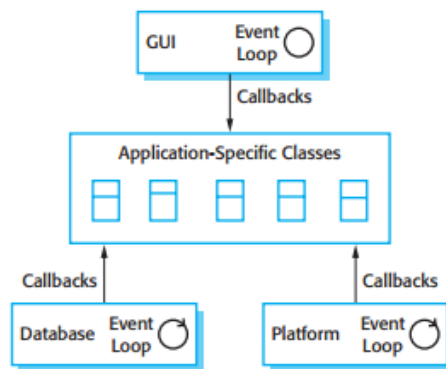 GUI
Event
Loop
Callbacks
Application-Specific Classes
Callbacks
Callbacks
Database
Event
Loop
Platform
Event
Loop